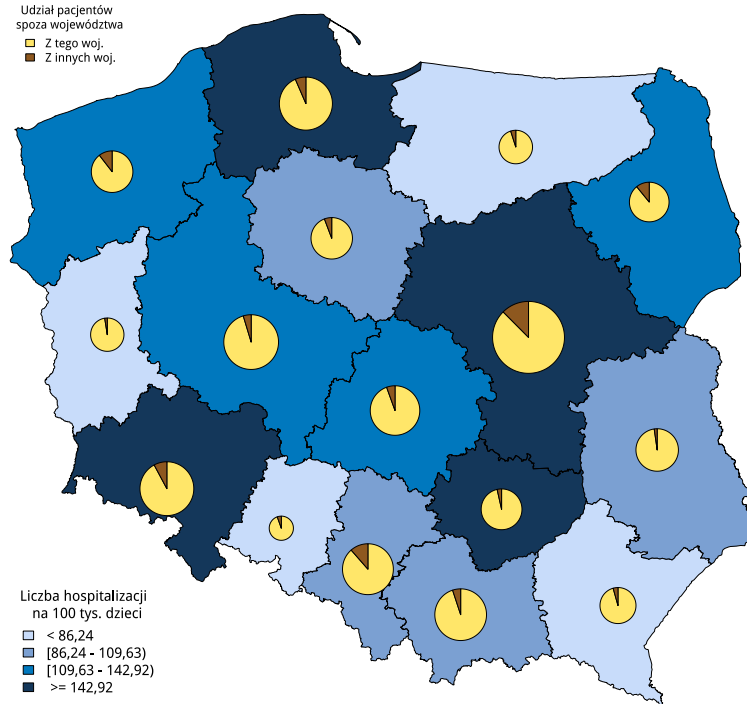 Udział pacjentów
spoza województwa
Z tego woj.
Z innych woj.
Liczba hospitalizacji
na 100 tys. dzieci
< 86,24
[86,24 - 109,63)
[109,63 - 142,92)
>= 142,92